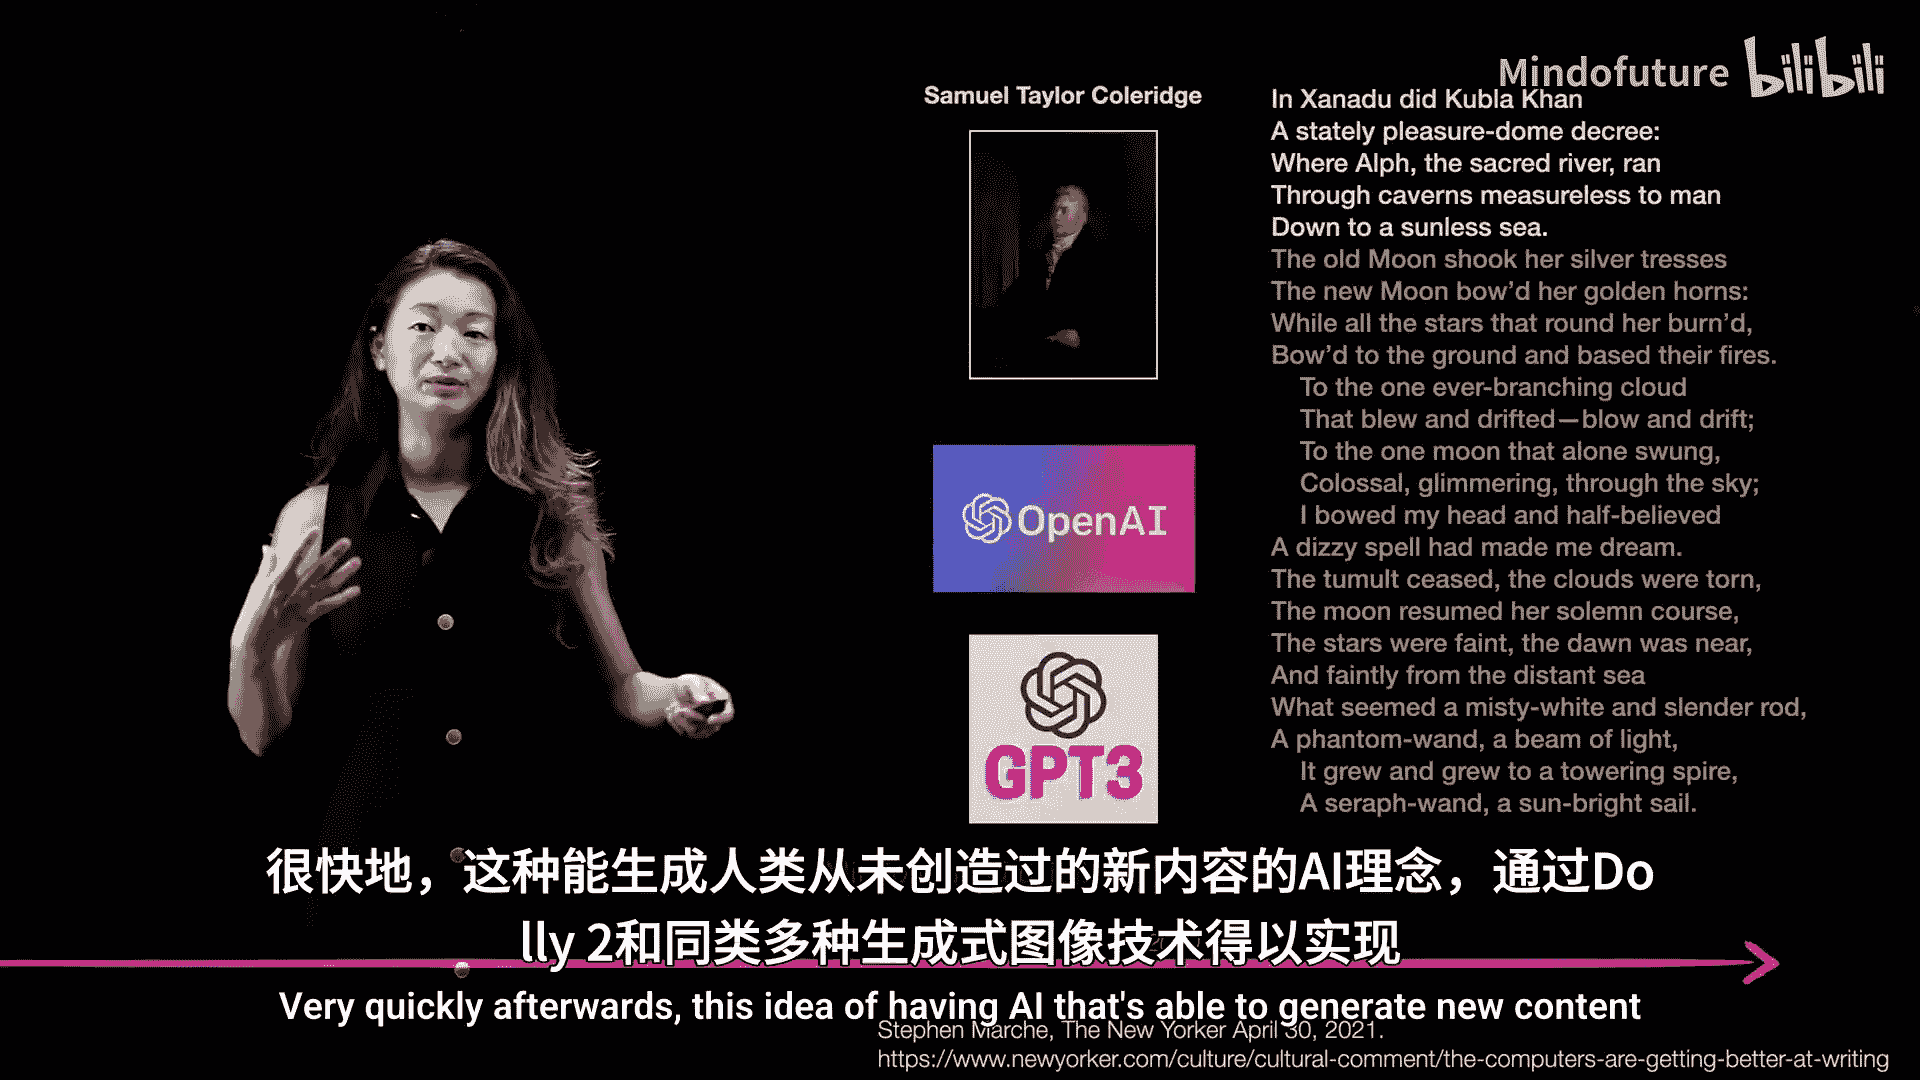 Mindofuture bilibili
Samuel Taylor Coleridge
In Xanadu did Kubla Khan
A stately pleasure-dome decree:
Where Alph, the sacred river, ran
Through caverns measureless to man
Down to a sunless sea.
The old Moon shook her silver tresses
The new Moon bow’d her golden horns:
While all the stars that round her burn’d,
Bow’d to the ground and based their fires.
To the one ever-branching cloud
That blew and drifted—blow and drift;
To the one moon that alone swung,
Colossal, glimmering, through the sky;
I bowed my head and half-believed
A dizzy spell had made me dream.
The tumult ceased, the clouds were torn,
The moon resumed her solemn course,
The stars were faint, the dawn was near,
And faintly from the distant sea
What seemed a misty-white and slender rod,
A phantom-wand, a beam of light,
It grew and grew to a towering spire,
A seraph-wand, a sun-bright sail.
OpenAI
GPT3
很快地，这种能生成人类从未创造过的新内容的AI理念，通过Do
lly 2和同类多种生成式图像技术得以实现
Very quickly afterwards, this idea of having AI that's able to generate new content
Stephen Marche, The New Yorker April 30, 2021.
https://www.newyorker.com/culture/cultural-comment/the-computers-are-getting-better-at-writing